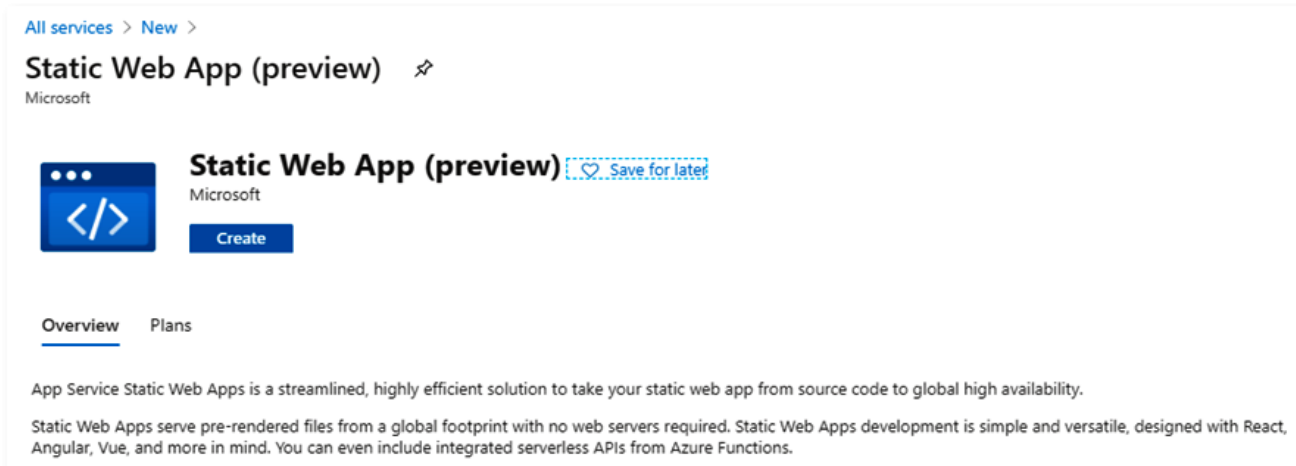 All services > New >
Static Web App (preview)
Microsoft
Static Web App (preview) Save for later
Microsoft
</>
Create
Overview Plans
App Service Static Web Apps is a streamlined, highly efficient solution to take your static web app from source code to global high availability.
Static Web Apps serve pre-rendered files from a global footprint with no web servers required. Static Web Apps development is simple and versatile, designed with React,
Angular, Vue, and more in mind. You can even include integrated serverless APIs from Azure Functions.